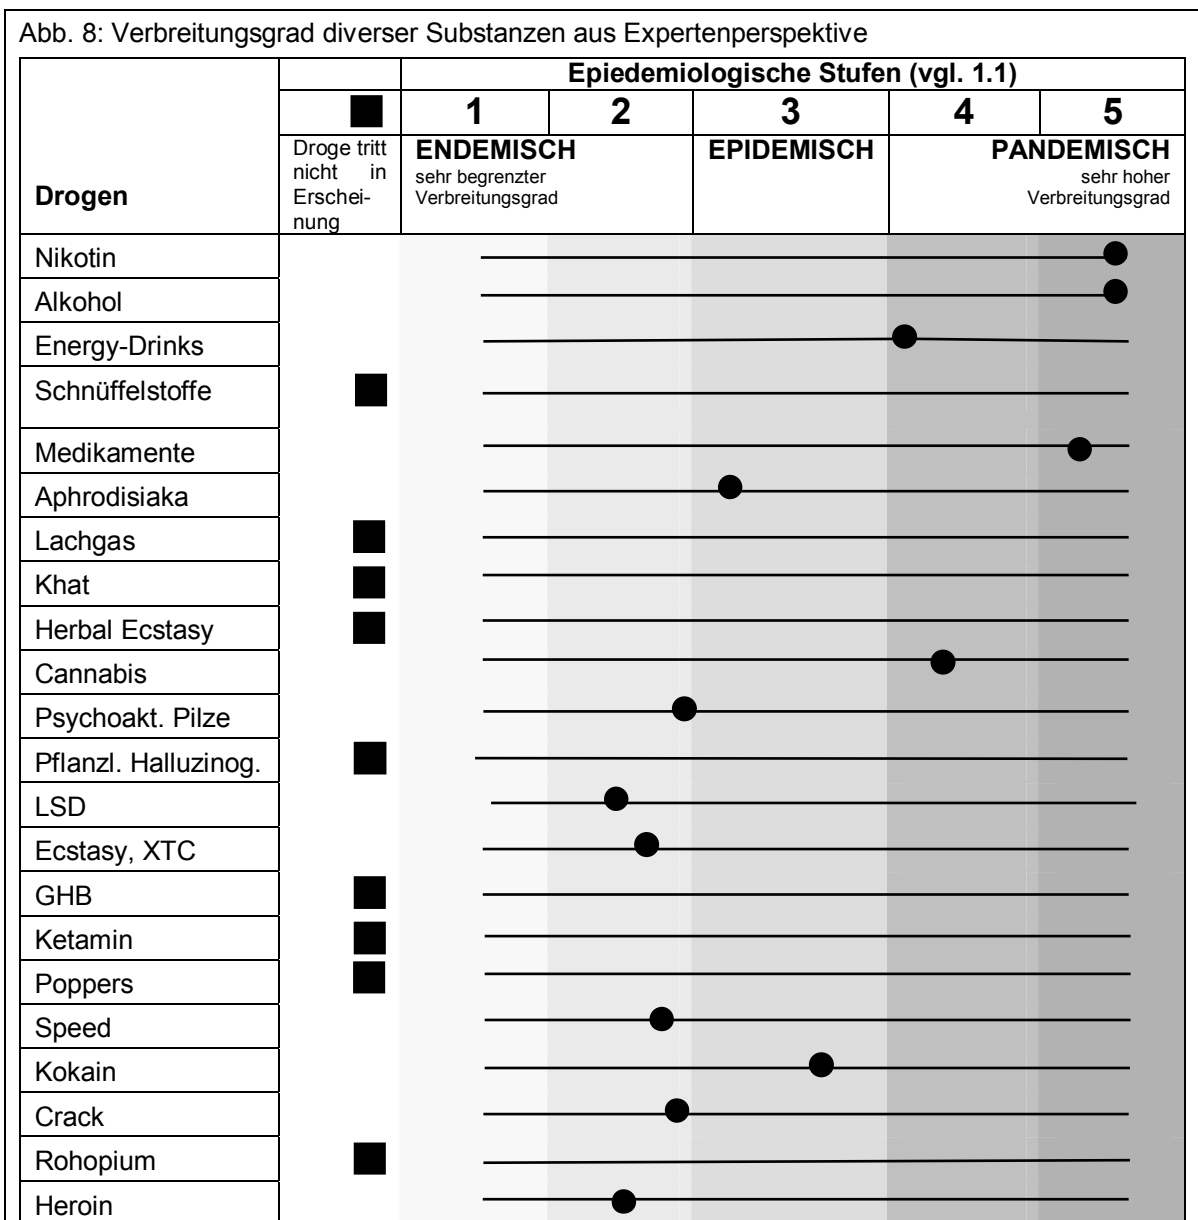 Abb. 8: Verbreitungsgrad diverser Substanzen aus Expertenperspektive
Epiedemiologische Stufen (vgl. 1.1)
1 2 3 4 5
Drogen
Droge tritt
nicht in
Erschei-
nung
ENDEMISCH
sehr begrenzter
Verbreitungsgrad
EPIDEMISCH
PANDEMISCH
sehr hoher
Verbreitungsgrad
Nikotin
Alkohol
Energy-Drinks
Schnüffelstoffe
Medikamente
Aphrodisiaka
Lachgas
Khat
Herbal Ecstasy
Cannabis
Psychoakt. Pilze
Pflanzl. Halluzinog.
LSD
Ecstasy, XTC
GHB
Ketamin
Poppers
Speed
Kokain
Crack
Rohopium
Heroin